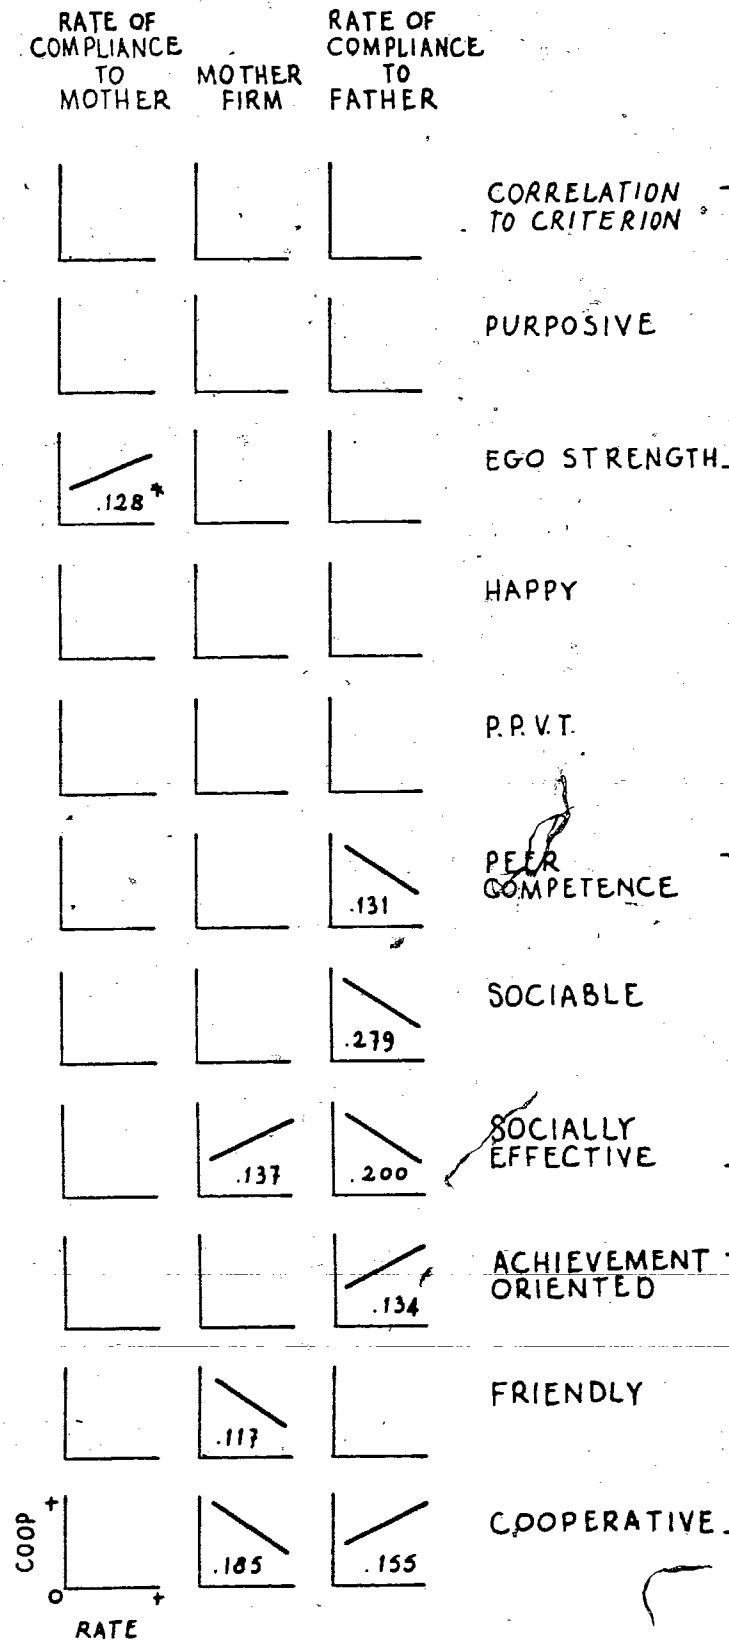 RATE OF
COMPLIANCE
TO
MOTHER
MOTHER
FIRM
RATE OF
COMPLIANCE
TO
FATHER
CORRELATION
TO CRITERION
PURPOSIVE
.128*
EGO STRENGTH
HAPPY
P.P.V.T.
.131
PEER
COMPETENCE
.279
SOCIABLE
.137
.200
SOCIALLY
EFFECTIVE
.134
ACHIEVEMENT
ORIENTED
.117
FRIENDLY
COOP
+
.185
.155
COOPERATIVE
0
+
RATE